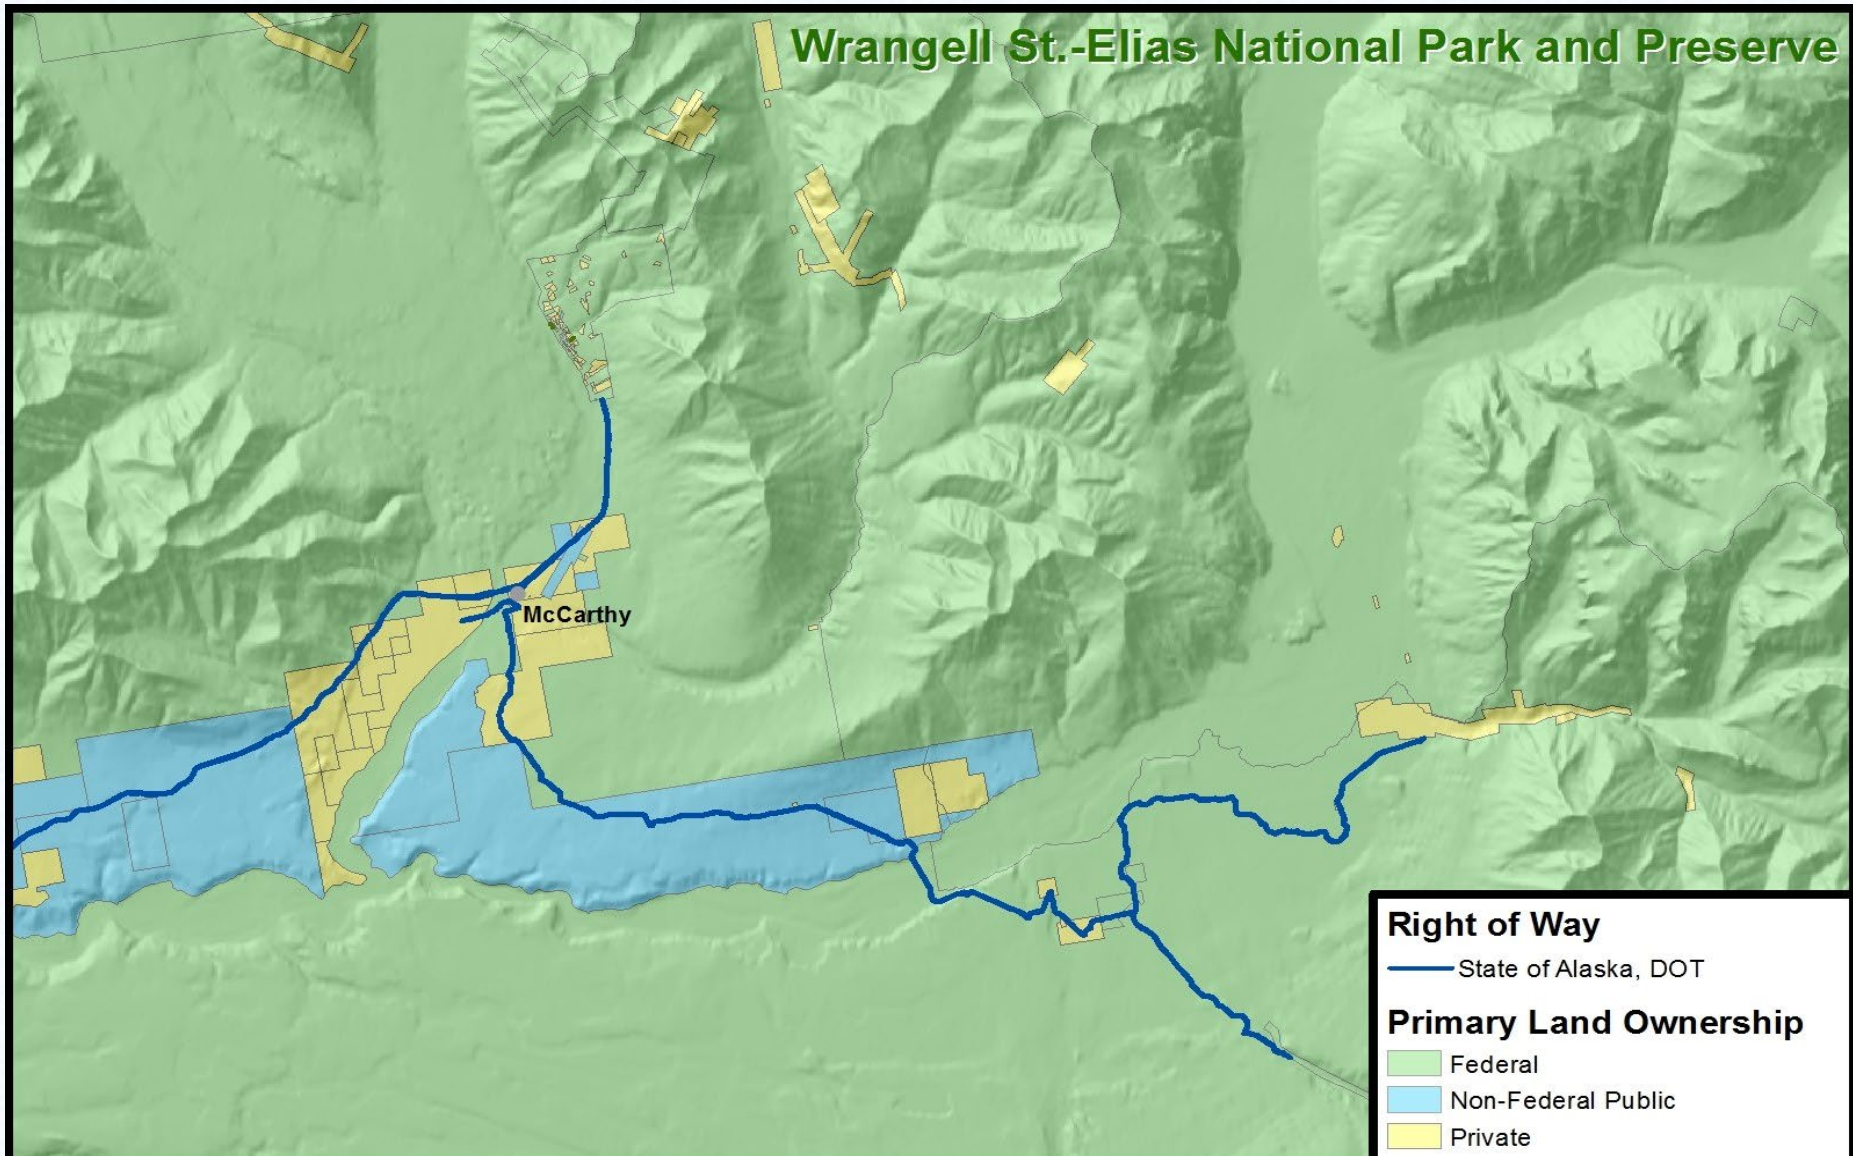 Wrangell St.-Elias National Park and Preserve
McCarthy
Right of Way
State of Alaska, DOT
Primary Land Ownership
Federal
Non-Federal Public
Private